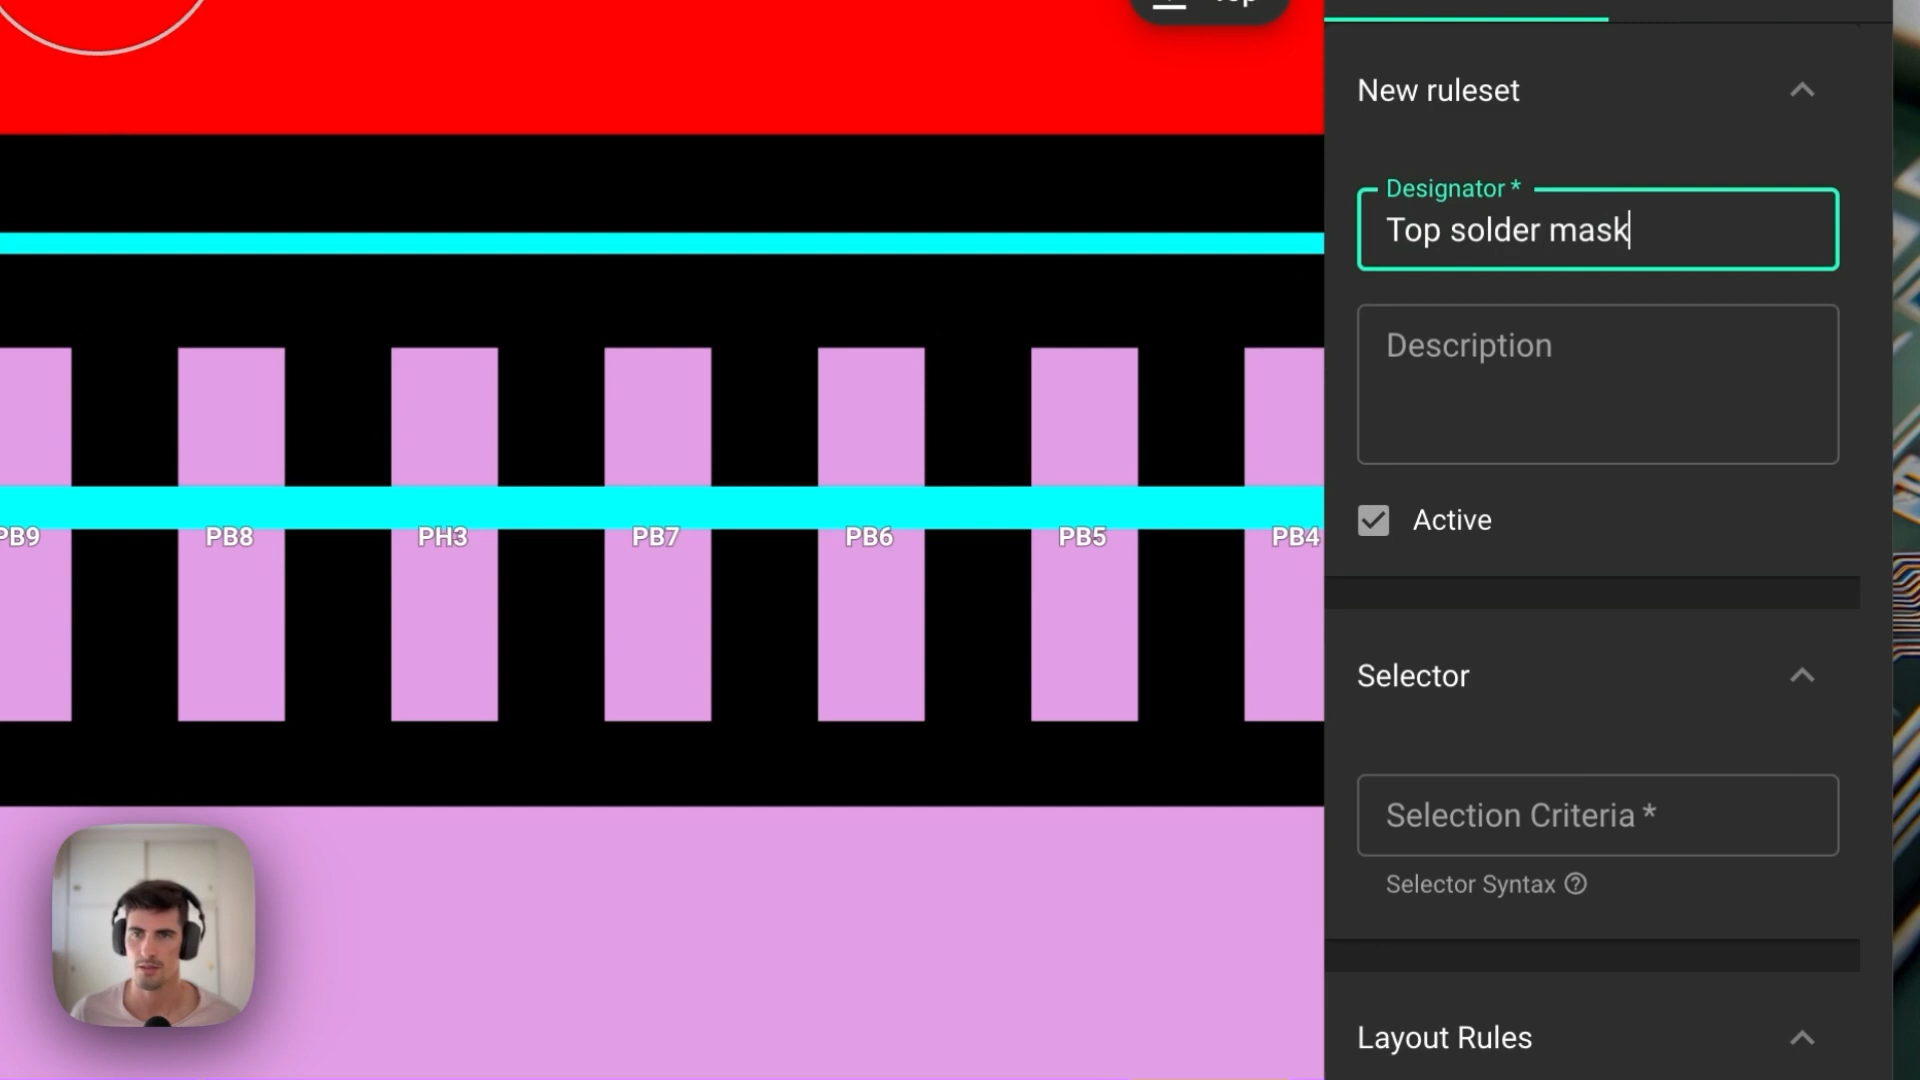 New ruleset
Designator *
Top solder mask
Description
Active
PB9 PB8 PH3 PB7 PB6 PB5 PB4
Selector
Selection Criteria *
Selector Syntax
Layout Rules